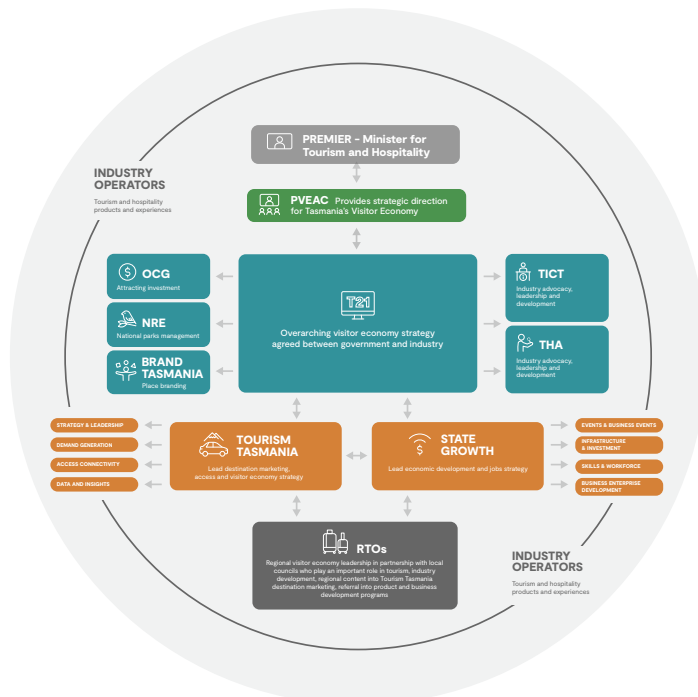 PREMIER – Minister for
Tourism and Hospitality
INDUSTRY
OPERATORS
Tourism and hospitality
products and experiences
PVEAC Provides strategic direction
for Tasmania's Visitor Economy
OCG
Attracting investment
NRE
National parks management
BRAND
TASMANIA
Place branding
T21
Overarching visitor economy strategy
agreed between government and industry
TICT
Industry advocacy,
leadership and
development
THA
Industry advocacy,
leadership and
development
STRATEGY & LEADERSHIP
DEMAND GENERATION
ACCESS CONNECTIVITY
DATA AND INSIGHTS
TOURISM
TASMANIA
Lead destination marketing,
access and visitor economy strategy
STATE
GROWTH
Lead economic development and jobs strategy
EVENTS & BUSINESS EVENTS
INFRASTRUCTURE
& INVESTMENT
SKILLS & WORKFORCE
BUSINESS ENTERPRISE
DEVELOPMENT
RTOs
Regional visitor economy leadership in partnership with local
councils who play an important role in tourism, industry
development, regional content into Tourism Tasmania
destination marketing, referral into product and business
development programs
INDUSTRY
OPERATORS
Tourism and hospitality
products and experiences